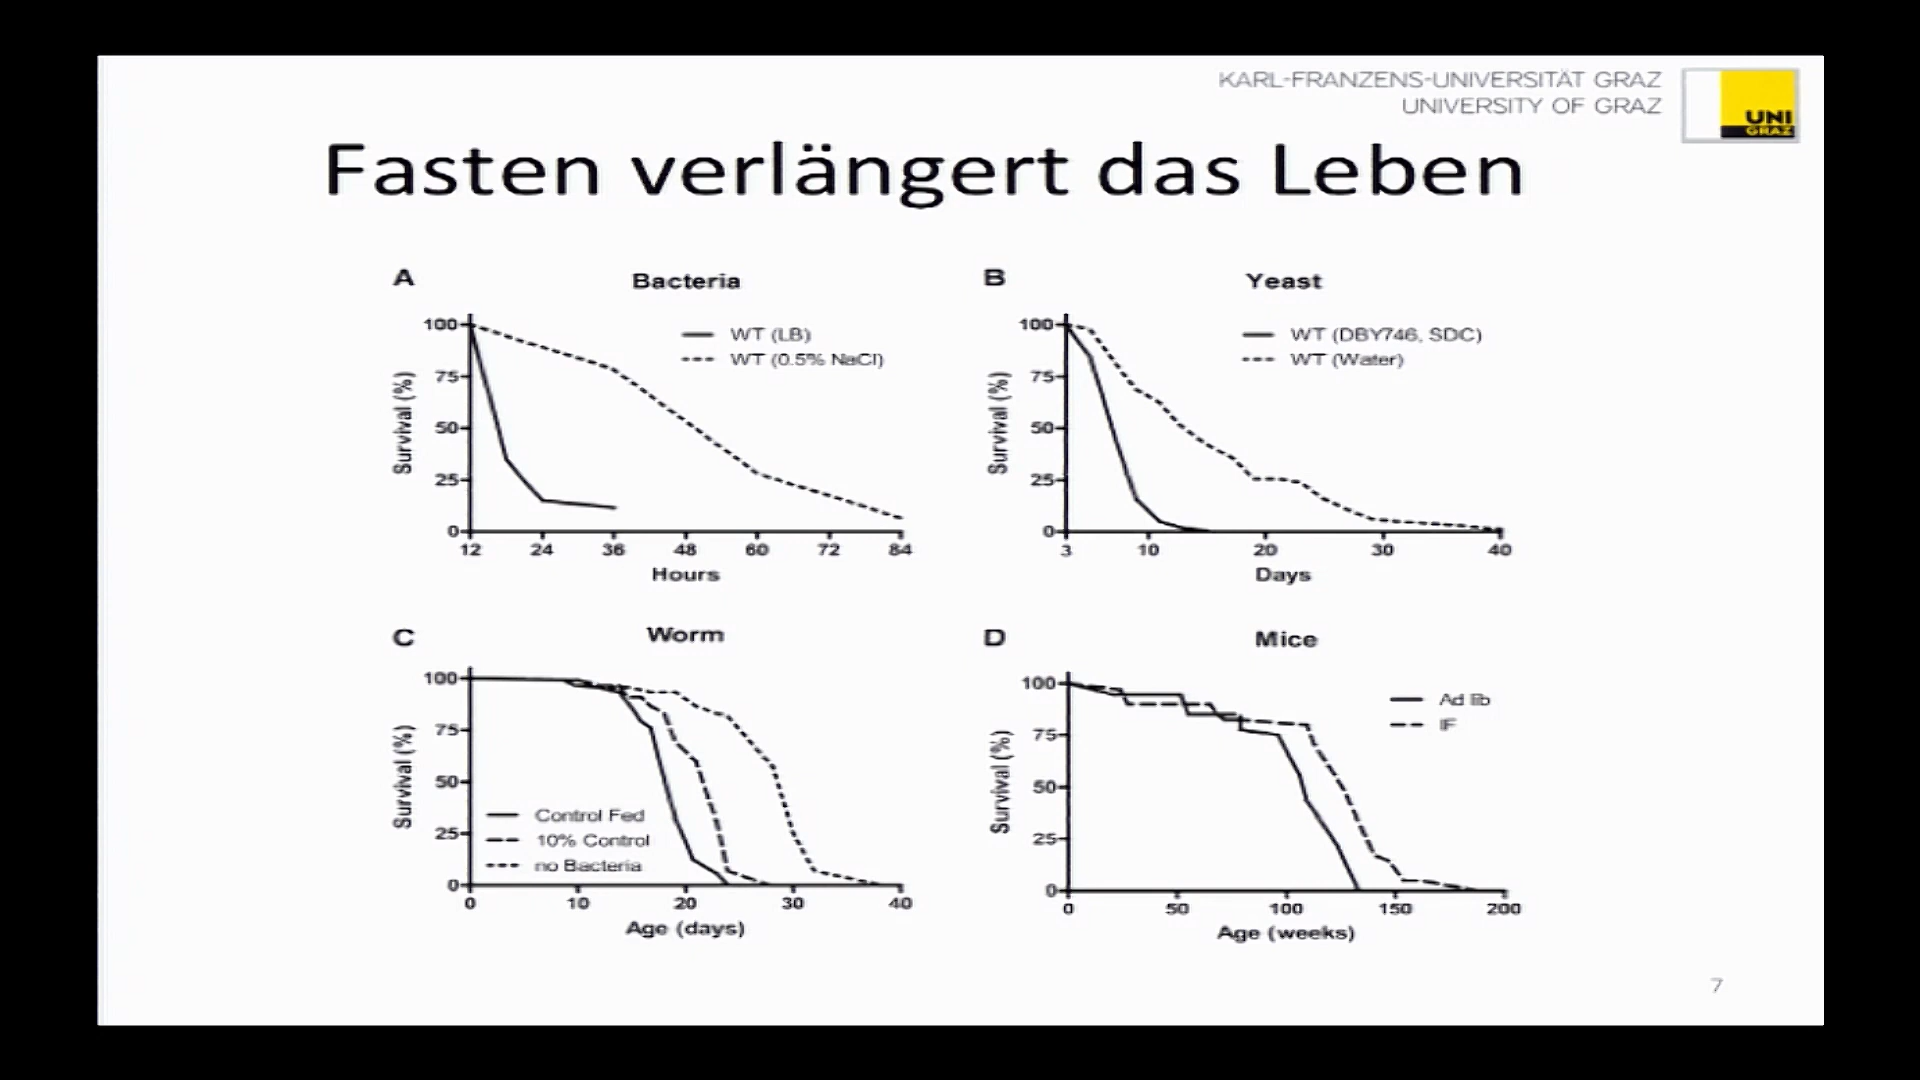 KARL-FRANZENS-UNIVERSITÄT GRAZ
UNIVERSITY OF GRAZ
UNI
GRAZ
Fasten verlängert das Leben
A
Bacteria
WT (LB)
WT (0.5% NaCl)
Survival (%)
100
75
50
25
0
12 24 36 48 60 72 84
Hours
B
Yeast
WT (DBY746, SDC)
WT (Water)
Survival (%)
100
75
50
25
0
3 10 20 30 40
Days
C
Worm
Control Fed
10% Control
no Bacteria
Survival (%)
100
75
50
25
0
0 10 20 30 40
Age (days)
D
Mice
Ad lib
IF
Survival (%)
100
75
50
25
0
0 50 100 150 200
Age (weeks)
7